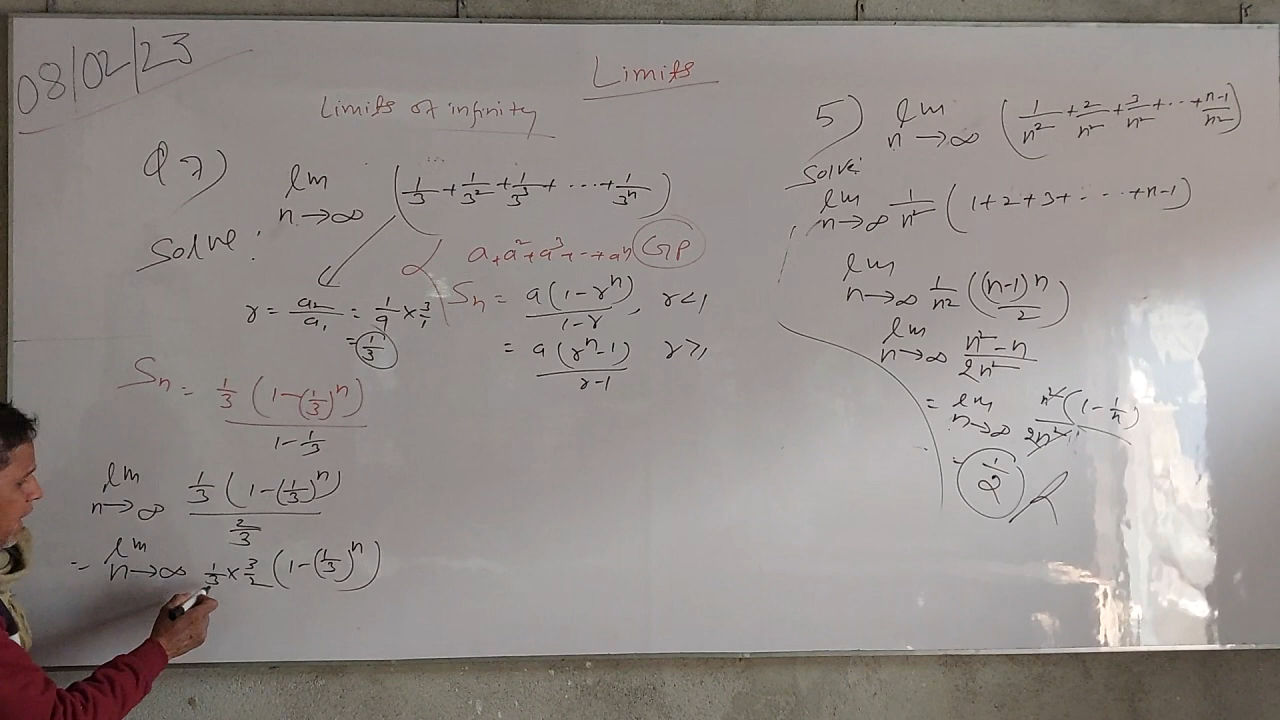 08/02/23
Limits
Limits of infinity
Q 7) lim n→∞ (1/3 + 1/3² + 1/3³ + ... + 1/3ⁿ)
Solve:
a+a²+a³+...+aⁿ GP
r = a₂/a₁ = 1/9 × 3/1
= 1/3
Sn = a(1-rⁿ)/1-r, r<1
= a(rⁿ-1)/r-1 r>1
Sn = 1/3 (1-(1/3)ⁿ) / 1-1/3
lim n→∞ 1/3 (1-(1/3)ⁿ) / 2/3
= lim n→∞ 1/3 × 3/2 (1-(1/3)ⁿ)
5) lim n→∞ (1/n² + 2/n² + 3/n² + ... + n-1/n²)
Solve:
lim n→∞ 1/n² (1+2+3+...+n-1)
lim n→∞ 1/n² ((n-1)n/2)
lim n→∞ n²-n/2n²
= lim n→∞ n²(1-1/n)/2n²
= 1/2